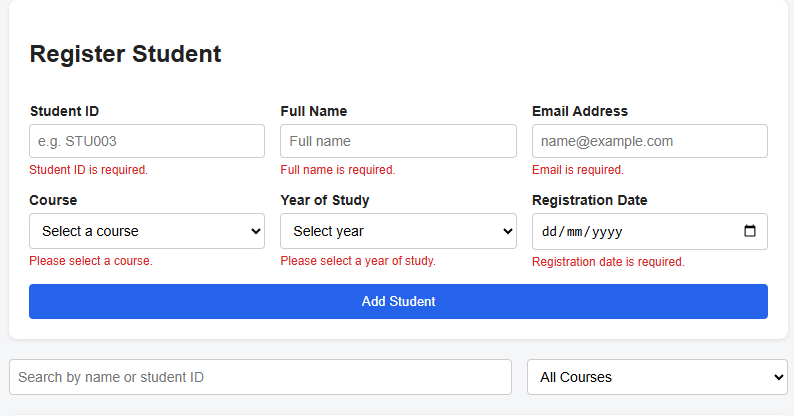 Register Student
Student ID Full Name Email Address
e.g. STU003 Full name name@example.com
Student ID is required. Full name is required. Email is required.
Course Year of Study Registration Date
Select a course Select year dd/mm/yyyy
Please select a course. Please select a year of study. Registration date is required.
Add Student
Search by name or student ID All Courses